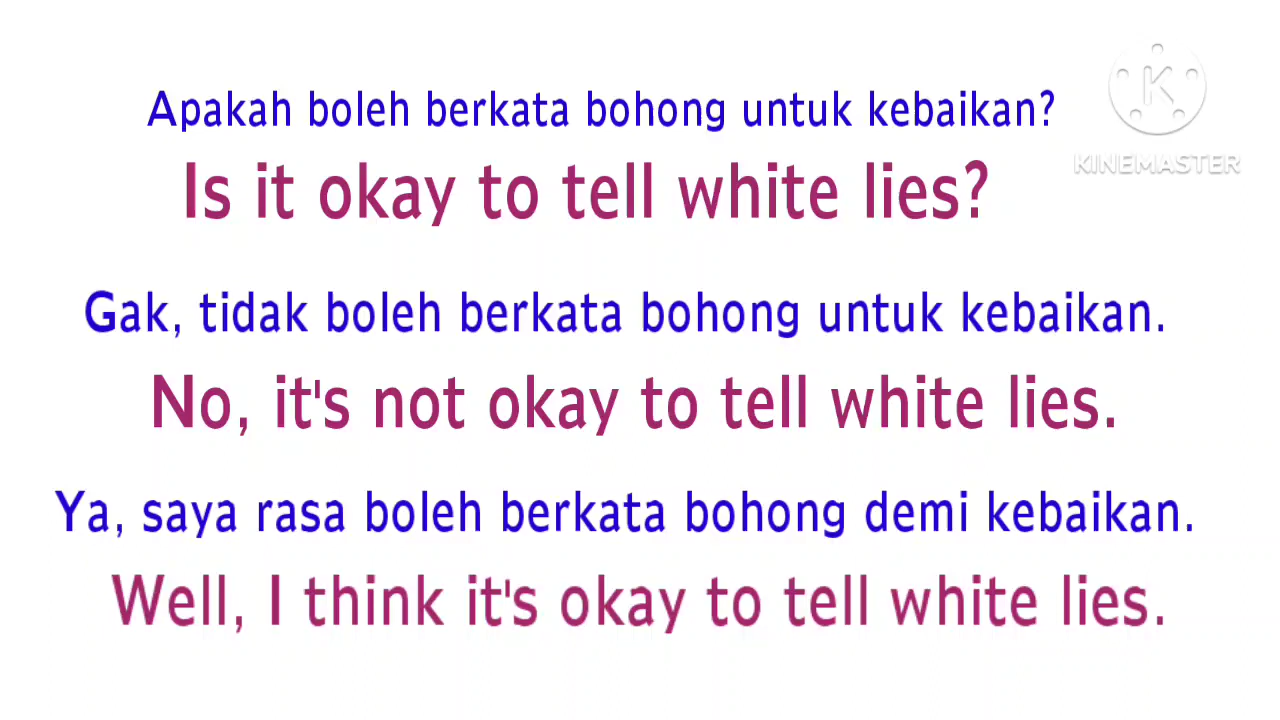 Apakah boleh berkata bohong untuk kebaikan?
Is it okay to tell white lies?
Gak, tidak boleh berkata bohong untuk kebaikan.
No, it's not okay to tell white lies.
Ya, saya rasa boleh berkata bohong demi kebaikan.
Well, I think it's okay to tell white lies.
K
KINEMASTER